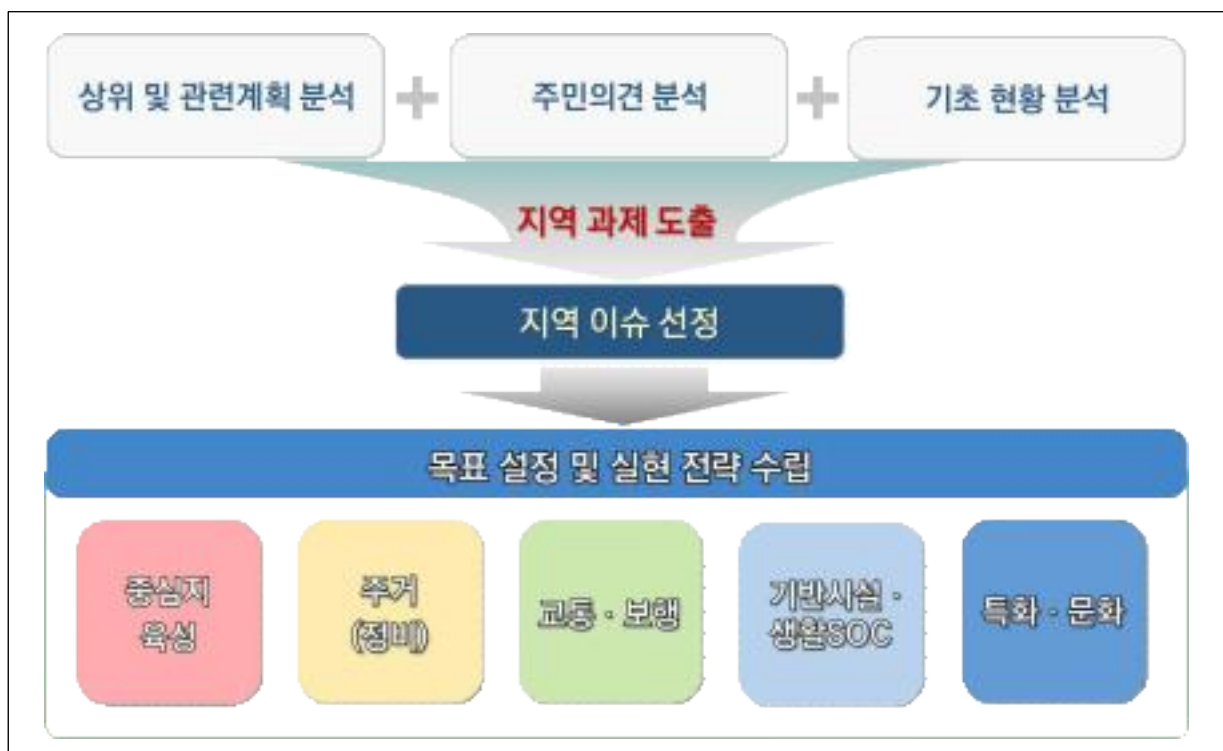 상위 및 관련계획 분석
주민의견 분석
기초 현황 분석
지역 과제 도출
지역 이슈 선정
목표 설정 및 실현 전략 수립
중심지
육성
주거
(정비)
교통 · 보행
기반시설 ·
생활SOC
특화 · 문화